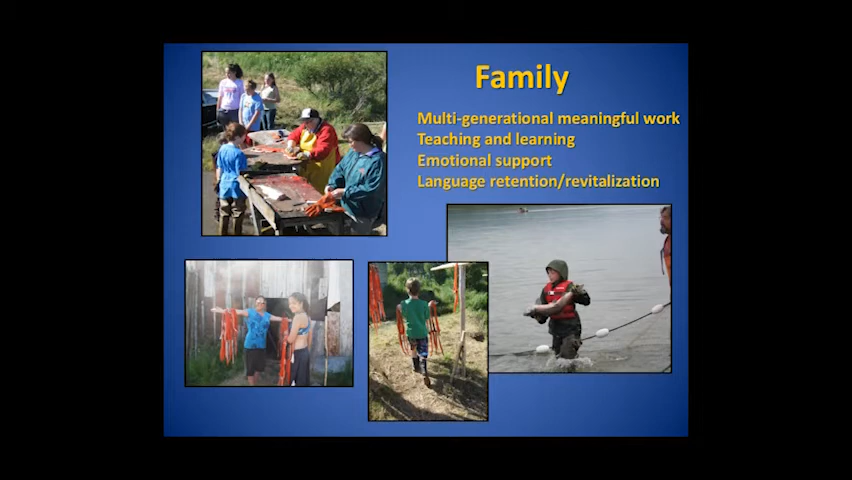 Family
Multi-generational meaningful work
Teaching and learning
Emotional support
Language retention/revitalization